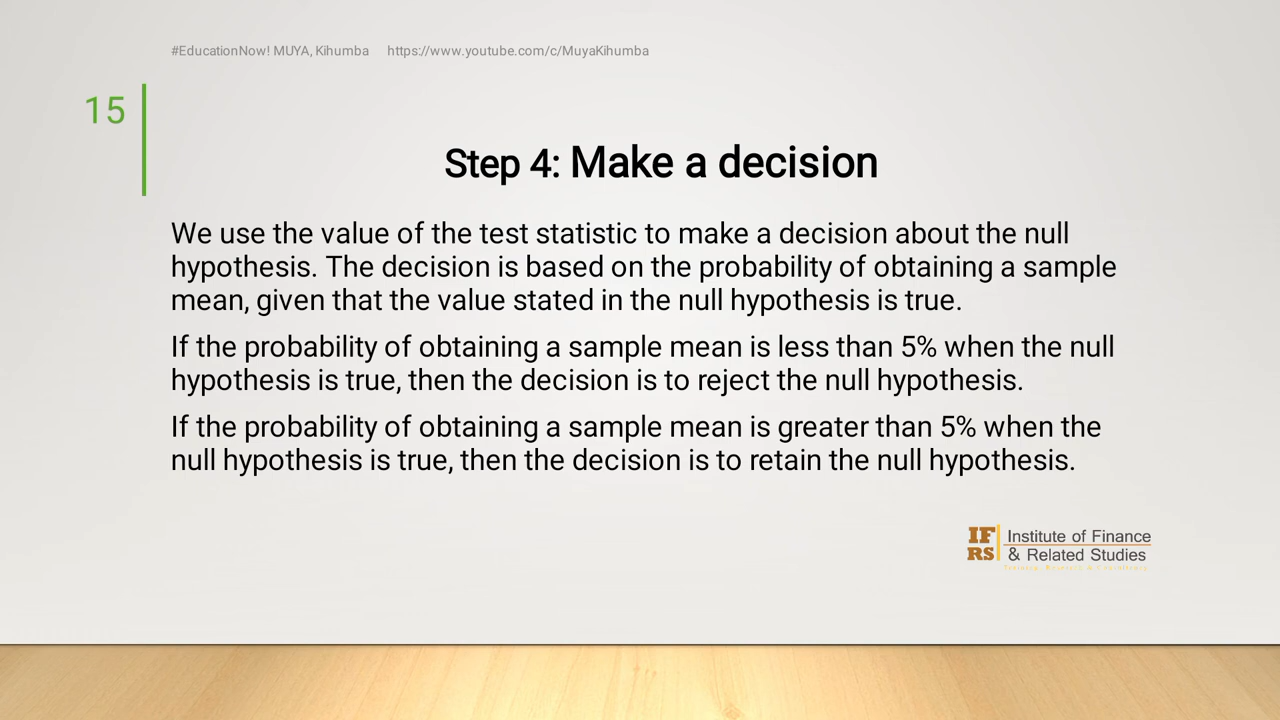 #EducationNow! MUYA, Kihumba https://www.youtube.com/c/MuyaKihumba
15
Step 4: Make a decision
We use the value of the test statistic to make a decision about the null
hypothesis. The decision is based on the probability of obtaining a sample
mean, given that the value stated in the null hypothesis is true.
If the probability of obtaining a sample mean is less than 5% when the null
hypothesis is true, then the decision is to reject the null hypothesis.
If the probability of obtaining a sample mean is greater than 5% when the
null hypothesis is true, then the decision is to retain the null hypothesis.
IF
RS
Institute of Finance
& Related Studies